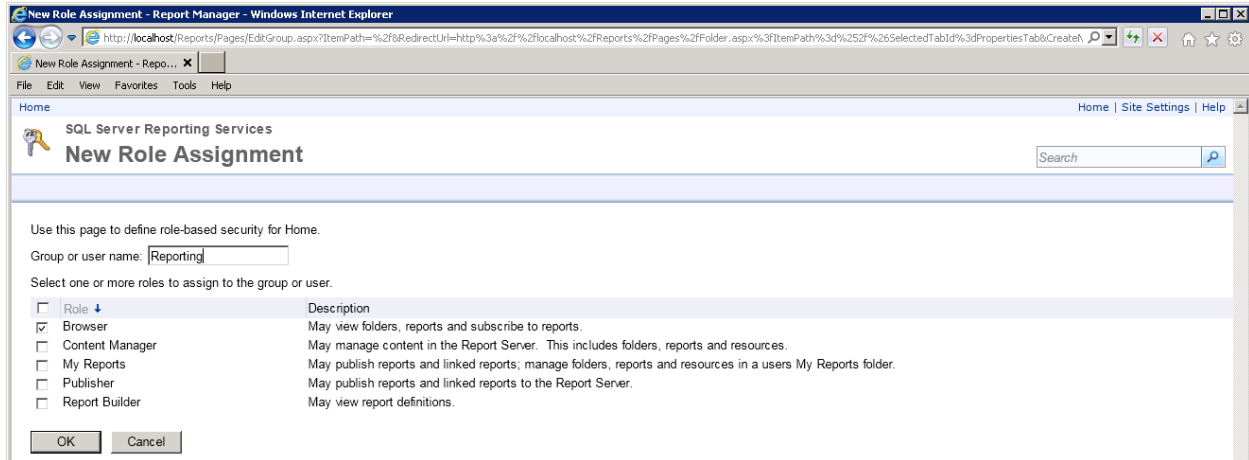 New Role Assignment - Report Manager - Windows Internet Explorer
http://localhost/Reports/Pages/EditGroup.aspx?ItemPath=%2f&RedirectUrl=http%3a%2f%2flocalhost%2fReports%2fPages%2fFolder.aspx%3fItemPath%3d%252f%26SelectedTabId%3dPropertiesTab&CreateN
New Role Assignment - Repo...
File Edit View Favorites Tools Help
Home Home | Site Settings | Help
SQL Server Reporting Services
New Role Assignment
Search
Use this page to define role-based security for Home.
Group or user name: Reporting
Select one or more roles to assign to the group or user.
Role Description
Browser May view folders, reports and subscribe to reports.
Content Manager May manage content in the Report Server. This includes folders, reports and resources.
My Reports May publish reports and linked reports; manage folders, reports and resources in a users My Reports folder.
Publisher May publish reports and linked reports to the Report Server.
Report Builder May view report definitions.
OK Cancel